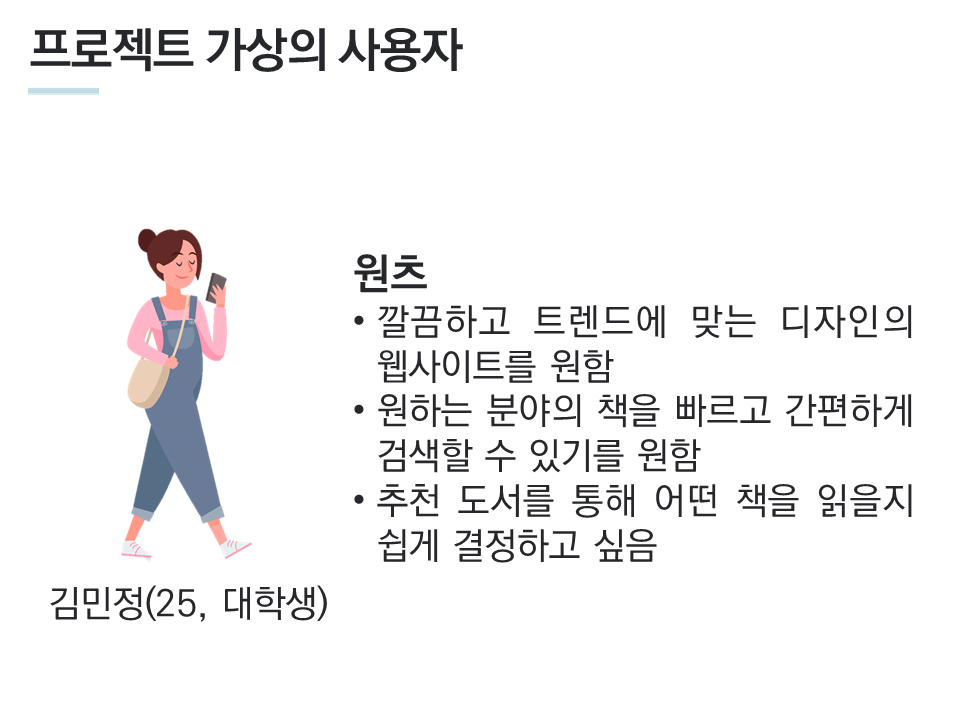 프로젝트 가상의 사용자
원츠
• 깔끔하고 트렌드에 맞는 디자인의
웹사이트를 원함
• 원하는 분야의 책을 빠르고 간편하게
검색할 수 있기를 원함
• 추천 도서를 통해 어떤 책을 읽을지
쉽게 결정하고 싶음
김민정(25, 대학생)